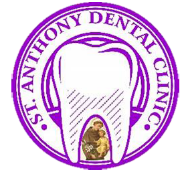 • ST. ANTHONY DENTAL CLINIC •